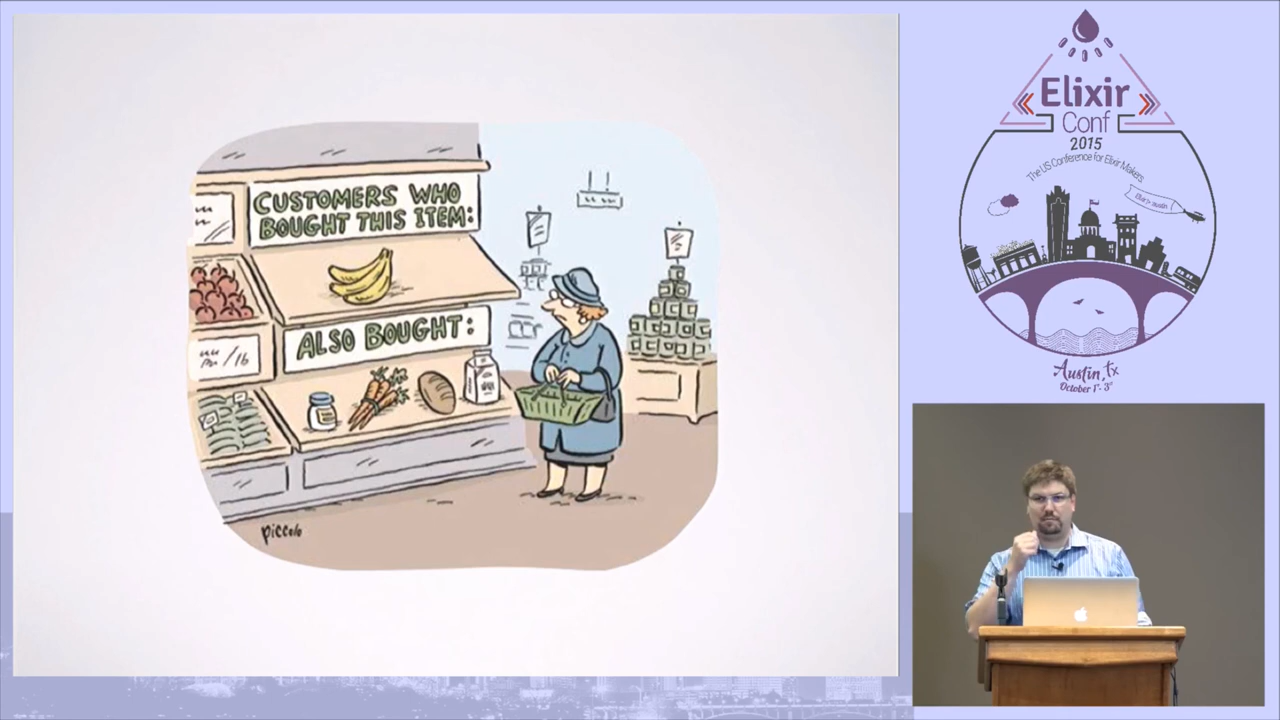 CUSTOMERS WHO
BOUGHT THIS ITEM:
ALSO BOUGHT:
/lb
piccolo
Elixir
Conf
2015
The US Conference for Elixir Makers
Austin, Tx
October 1st - 3rd